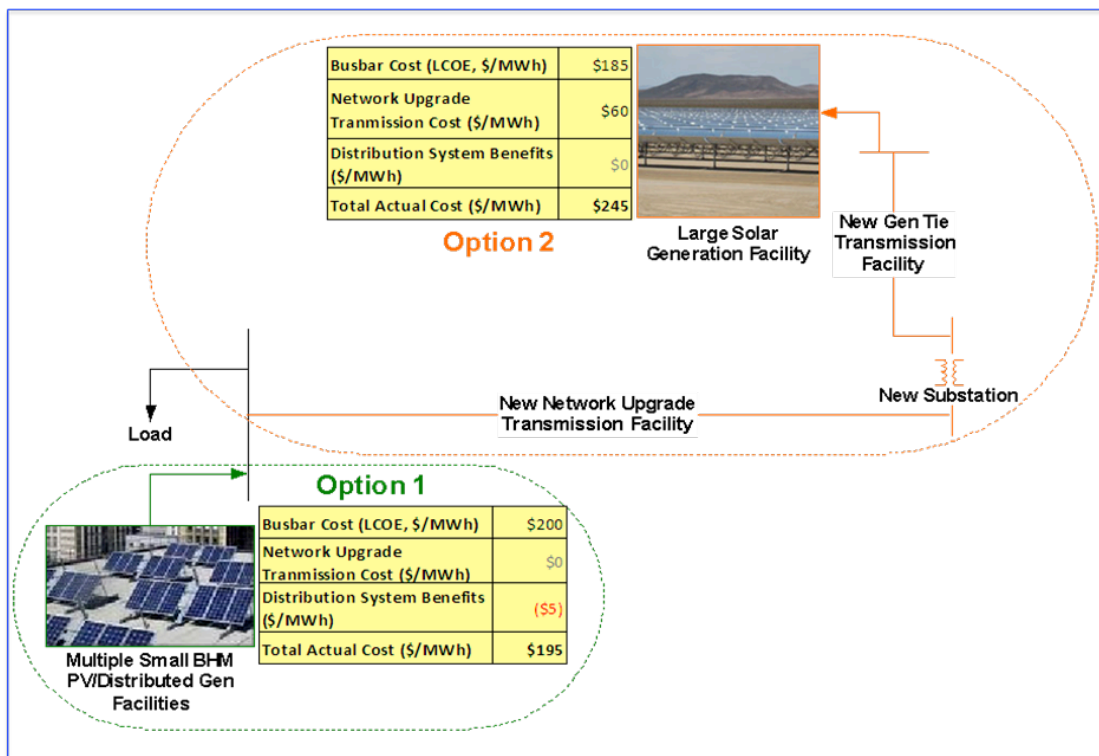 Busbar Cost (LCOE, $/MWh) $185
Network Upgrade
Tranmission Cost ($/MWh) $60
Distribution System Benefits
($/MWh) $0
Total Actual Cost ($/MWh) $245
Option 2
Large Solar
Generation Facility
New Gen Tie
Transmission
Facility
New Substation
New Network Upgrade
Transmission Facility
Load
Option 1
Busbar Cost (LCOE, $/MWh) $200
Network Upgrade
Tranmission Cost ($/MWh) $0
Distribution System Benefits
($/MWh) ($5)
Total Actual Cost ($/MWh) $195
Multiple Small BHM
PV/Distributed Gen
Facilities